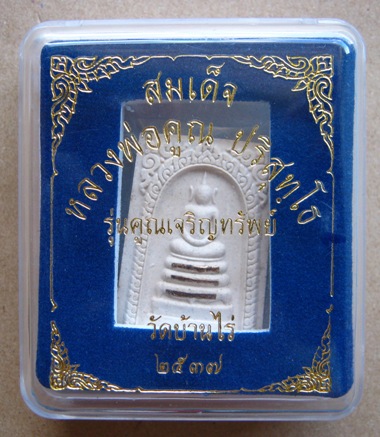 สมเด็จ
หลวงพ่อคูณ ปริสุทฺโธ
รุ่นคูณเจริญทรัพย์
วัดบ้านไร่
๒๕๓๗